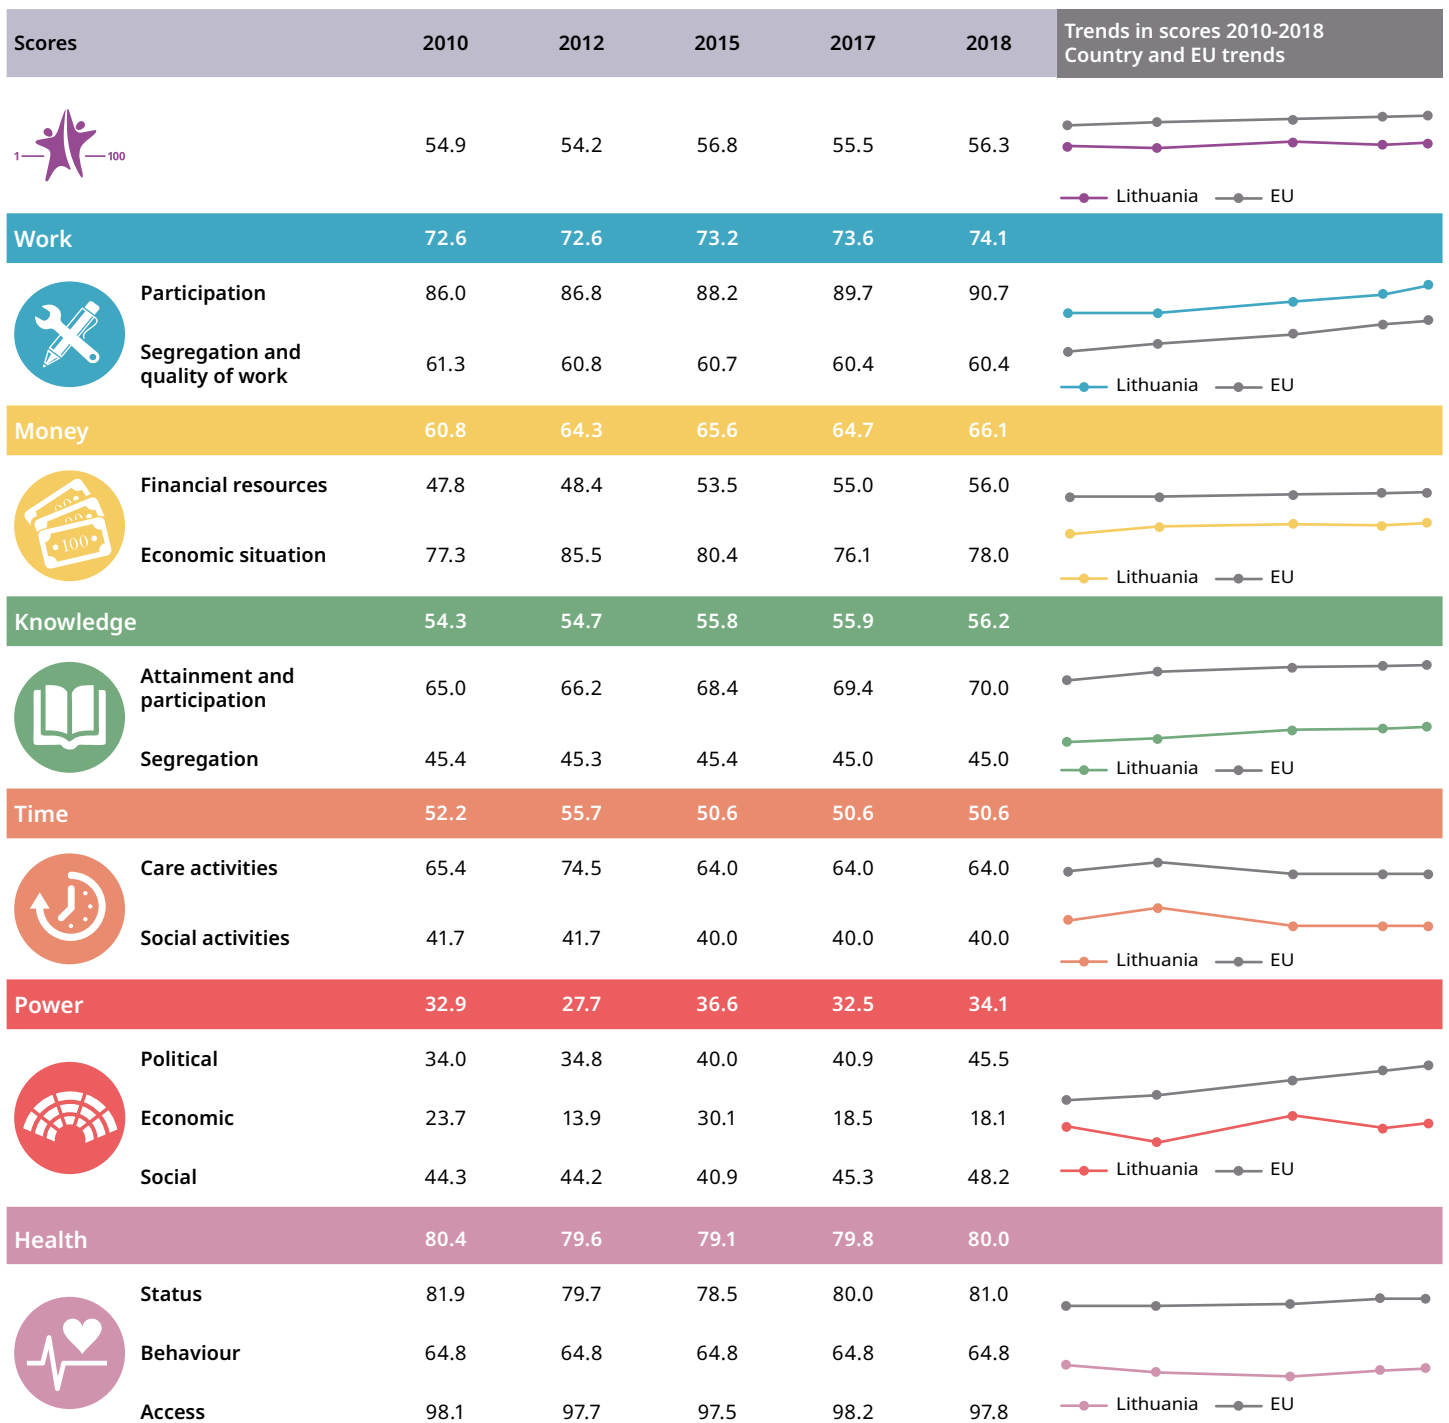 Scores 2010 2012 2015 2017 2018 Trends in scores 2010-2018
Country and EU trends
1 100 54.9 54.2 56.8 55.5 56.3
Lithuania EU
Work 72.6 72.6 73.2 73.6 74.1
Participation 86.0 86.8 88.2 89.7 90.7
Segregation and
quality of work 61.3 60.8 60.7 60.4 60.4
Lithuania EU
Money 60.8 64.3 65.6 64.7 66.1
Financial resources 47.8 48.4 53.5 55.0 56.0
100
Economic situation 77.3 85.5 80.4 76.1 78.0
Lithuania EU
Knowledge 54.3 54.7 55.8 55.9 56.2
Attainment and
participation 65.0 66.2 68.4 69.4 70.0
Segregation 45.4 45.3 45.4 45.0 45.0
Lithuania EU
Time 52.2 55.7 50.6 50.6 50.6
Care activities 65.4 74.5 64.0 64.0 64.0
Social activities 41.7 41.7 40.0 40.0 40.0
Lithuania EU
Power 32.9 27.7 36.6 32.5 34.1
Political 34.0 34.8 40.0 40.9 45.5
Economic 23.7 13.9 30.1 18.5 18.1
Lithuania EU
Social 44.3 44.2 40.9 45.3 48.2
Health 80.4 79.6 79.1 79.8 80.0
Status 81.9 79.7 78.5 80.0 81.0
Behaviour 64.8 64.8 64.8 64.8 64.8
Lithuania EU
Access 98.1 97.7 97.5 98.2 97.8